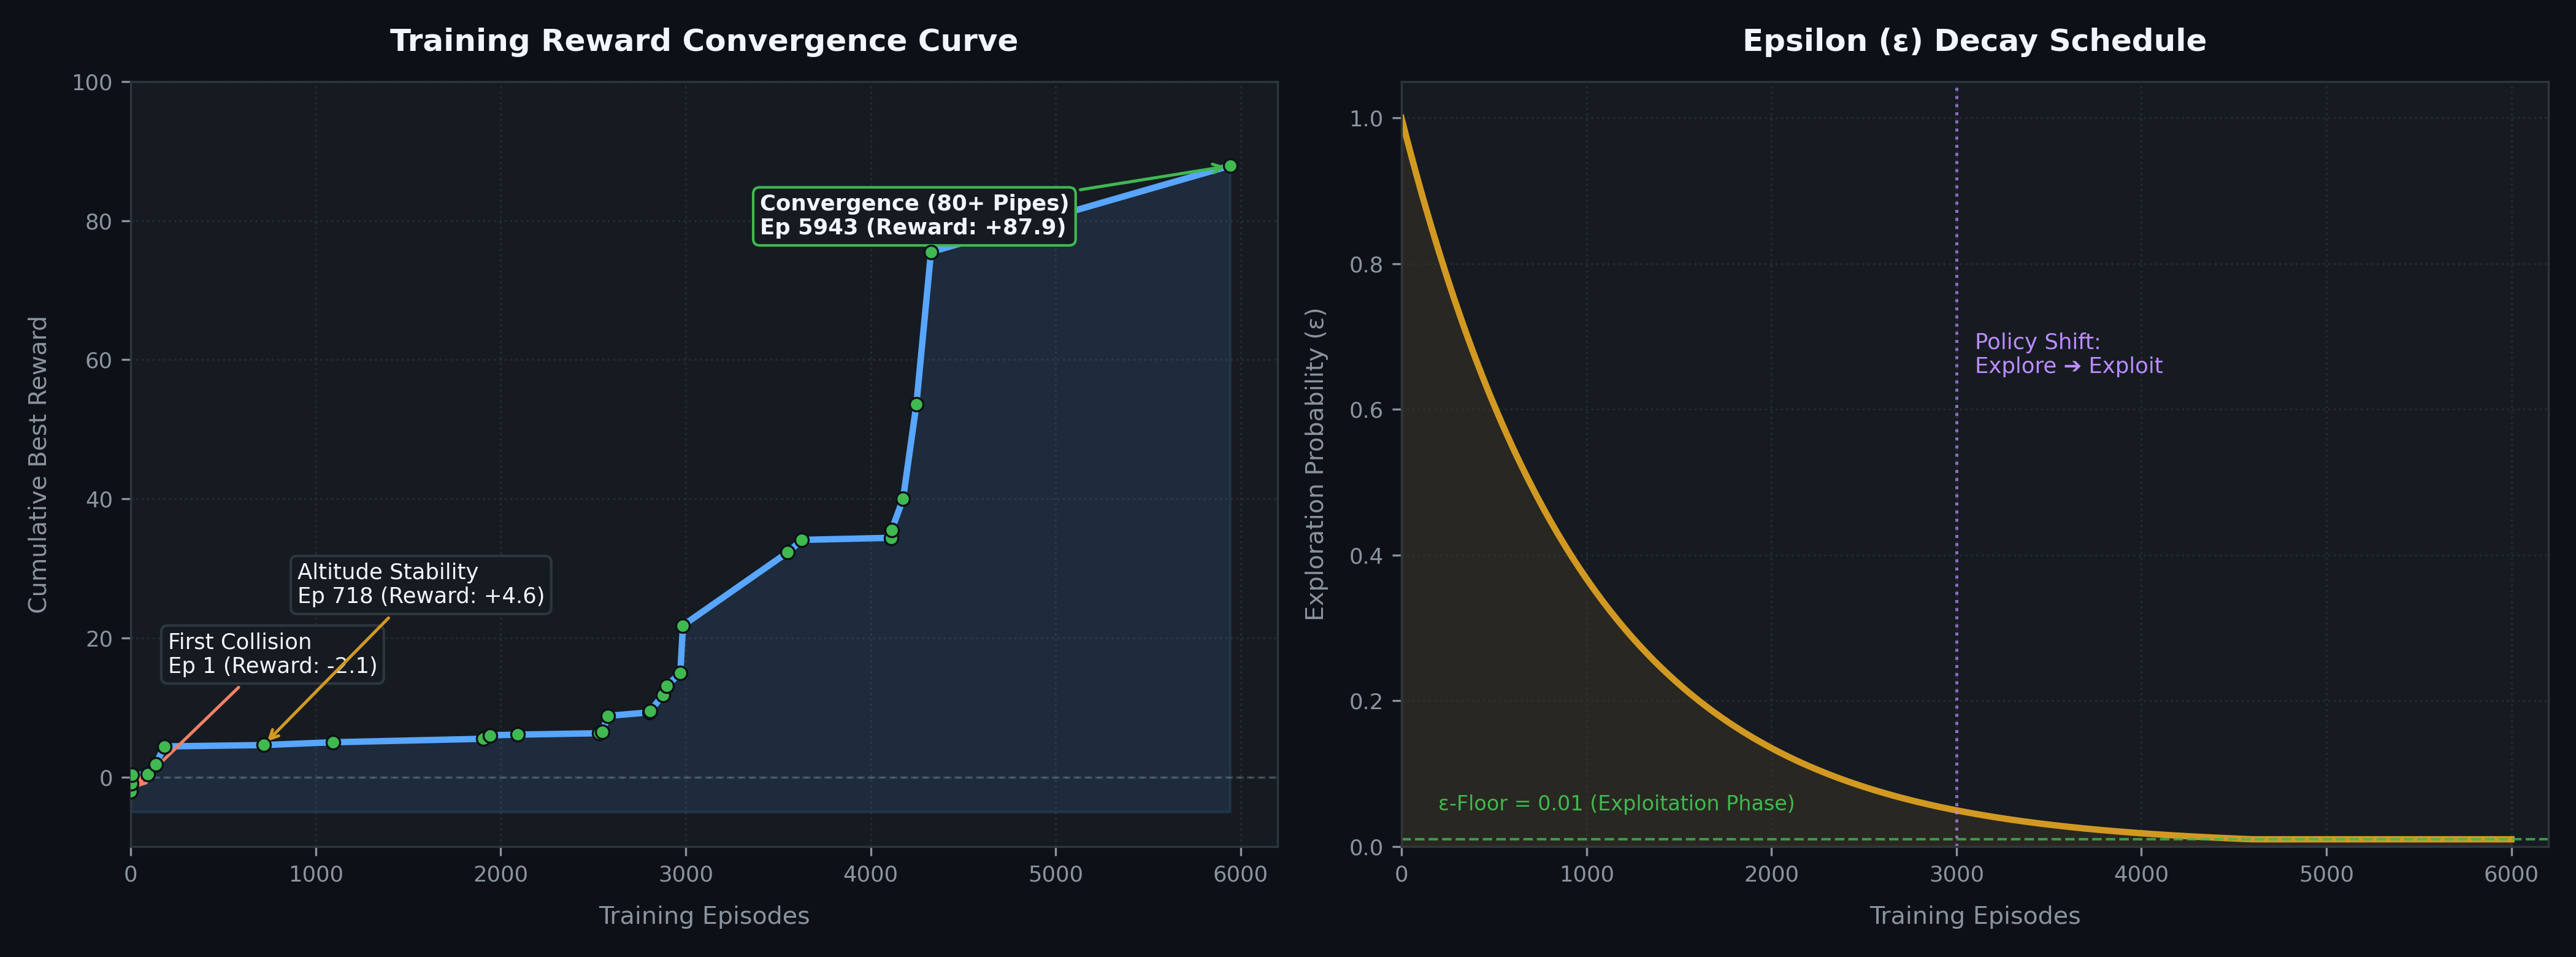 Training Reward Convergence Curve
Cumulative Best Reward
100
80
60
40
20
0
Convergence (80+ Pipes)
Ep 5943 (Reward: +87.9)
Altitude Stability
Ep 718 (Reward: +4.6)
First Collision
Ep 1 (Reward: -2.1)
0
1000
2000
3000
4000
5000
6000
Training Episodes
Epsilon (ε) Decay Schedule
Exploration Probability (ε)
1.0
0.8
0.6
0.4
0.2
0.0
Policy Shift:
Explore ➔ Exploit
ε-Floor = 0.01 (Exploitation Phase)
0
1000
2000
3000
4000
5000
6000
Training Episodes